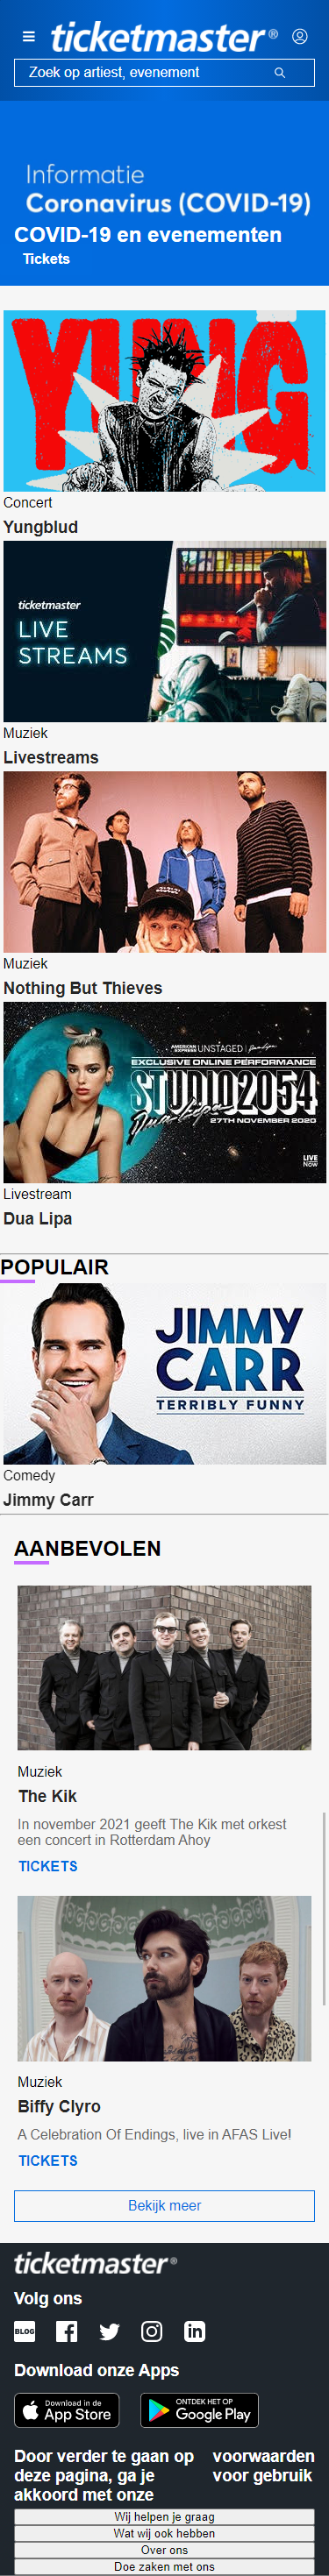 ticketmaster®
Zoek op artiest, evenement
Informatie
Coronavirus (COVID-19)
COVID-19 en evenementen
Tickets
YUNG
Concert
Yungblud
ticketmaster
LIVE
STREAMS
Muziek
Livestreams
Muziek
Nothing But Thieves
AMERICAN EXPRESS UNSTAGED | Dua Lipa
EXCLUSIVE ONLINE PERFORMANCE
STUDIO2054
Dua Lipa
27TH NOVEMBER 2020
LIVE
Now
Livestream
Dua Lipa
POPULAIR
JIMMY
CARR
TERRIBLY FUNNY
Comedy
Jimmy Carr
AANBEVOLEN
Muziek
The Kik
In november 2021 geeft The Kik met orkest
een concert in Rotterdam Ahoy
TICKETS
Muziek
Biffy Clyro
A Celebration Of Endings, live in AFAS Live!
TICKETS
Bekijk meer
ticketmaster®
Volg ons
BLOG
Download onze Apps
Download in de
App Store
ONTDEK HET OP
Google Play
Door verder te gaan op
deze pagina, ga je
akkoord met onze
voorwaarden
voor gebruik
Wij helpen je graag
Wat wij ook hebben
Over ons
Doe zaken met ons